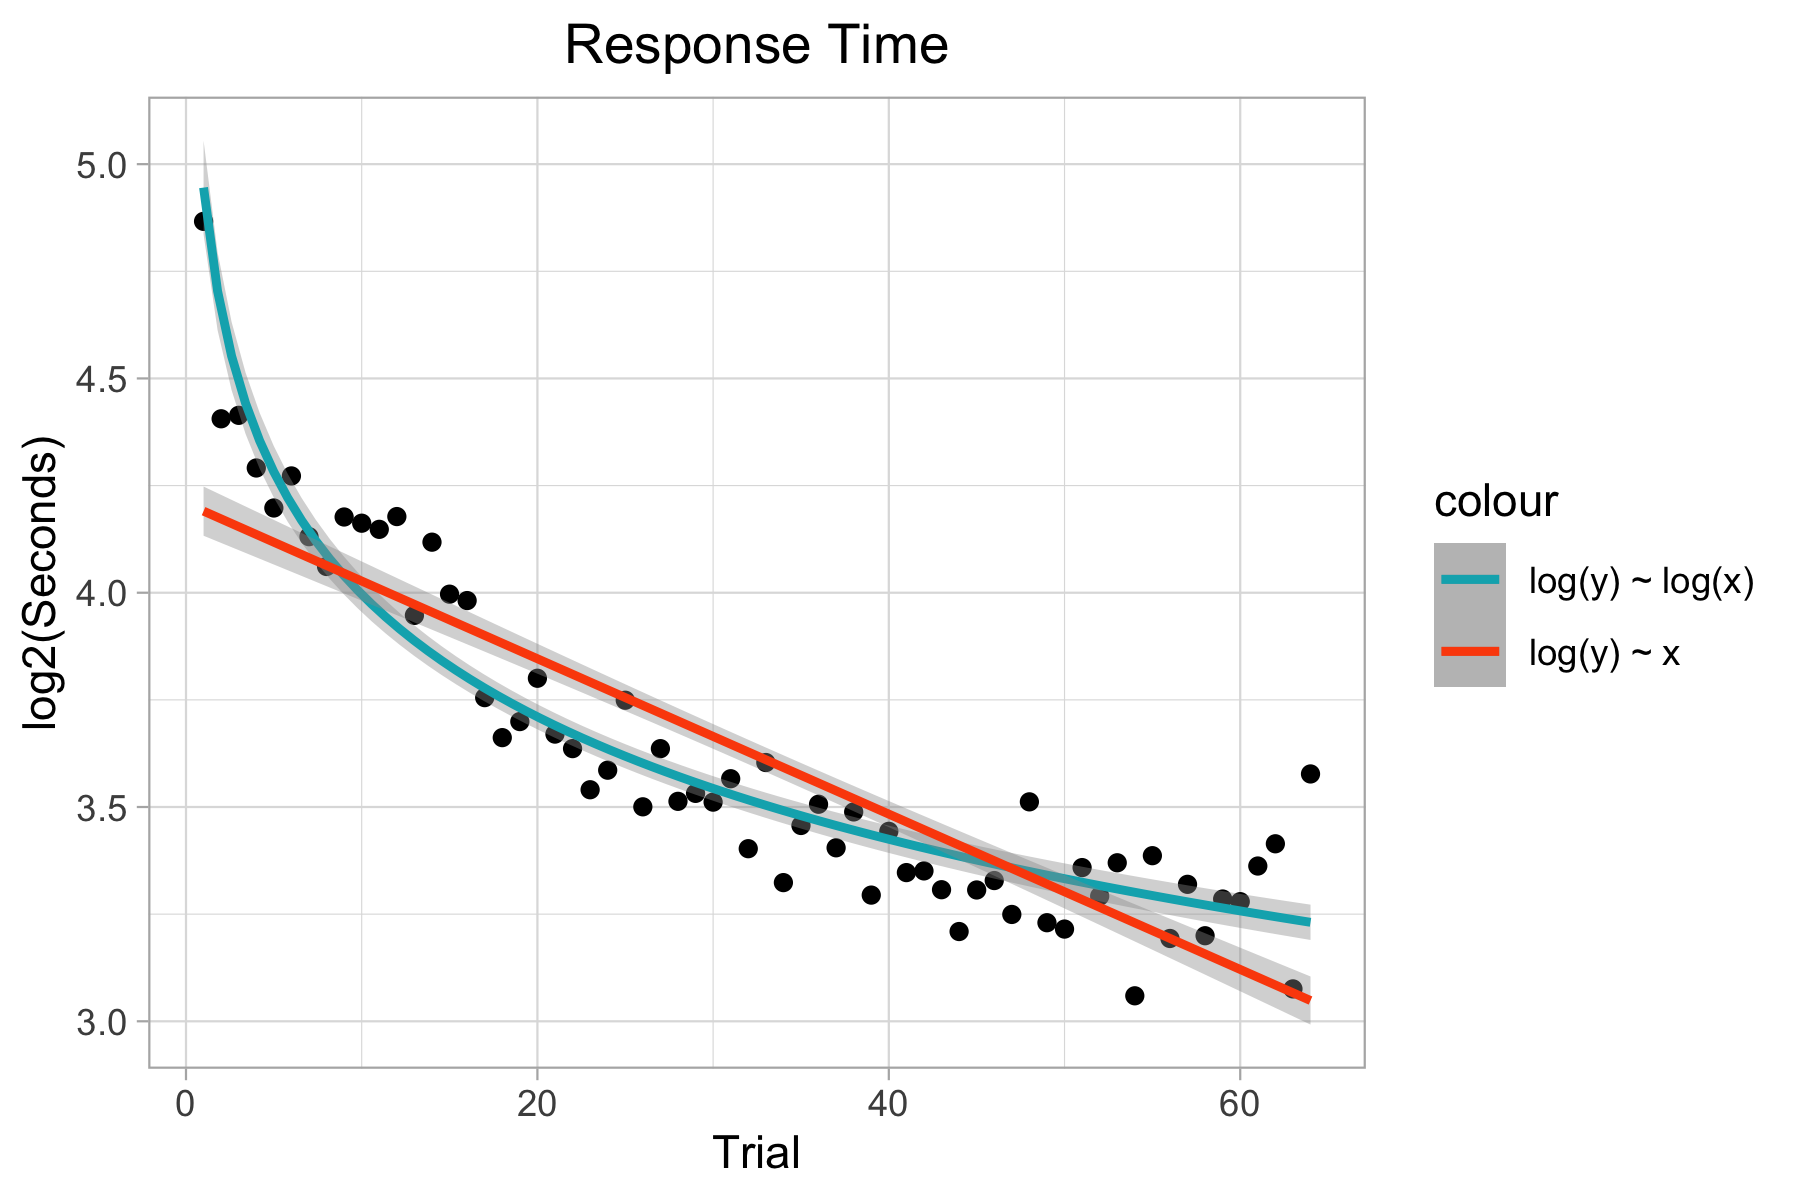 Response Time
log2(Seconds)
5.0
4.5
4.0
3.5
3.0
0 20 40 60
Trial
colour
log(y) ~ log(x)
log(y) ~ x